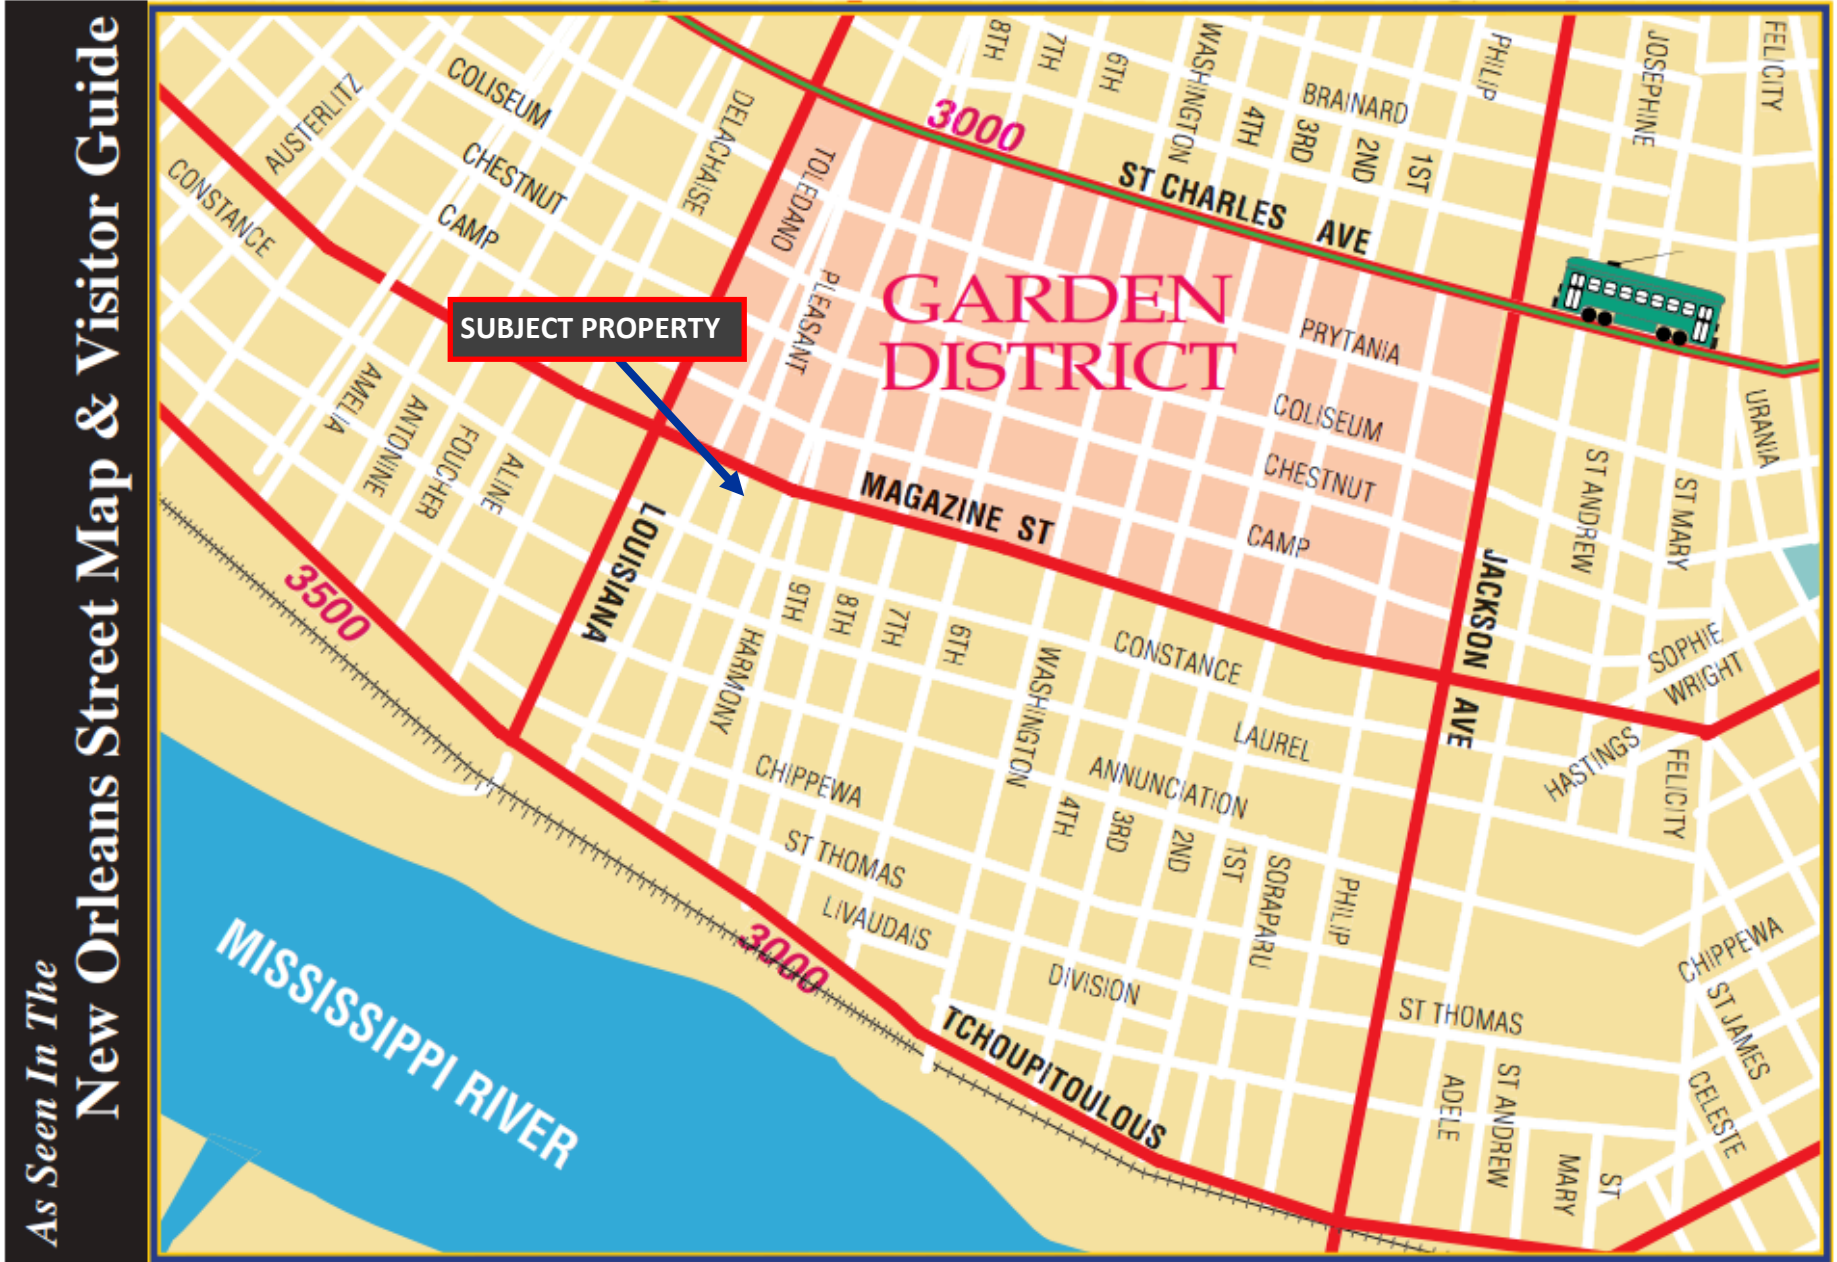 As Seen In The
New Orleans Street Map & Visitor Guide
8TH
7TH
6TH
WASHINGTON
4TH
3RD
2ND
1ST
BRAINARD
PHILIP
JOSEPHINE
FELICITY
COLISEUM
AUSTERLITZ
CHESTNUT
CONSTANCE
CAMP
DELACHAISE
TOLEDANO
PLEASANT
3000
ST CHARLES AVE
GARDEN
DISTRICT
PRYTANIA
COLISEUM
CHESTNUT
CAMP
SUBJECT PROPERTY
MAGAZINE ST
URANIA
ST ANDREW
ST MARY
AMELIA
ANTONINE
FOUCHER
ALINE
LOUISIANA
3500
JACKSON AVE
SOPHIE
WRIGHT
HASTINGS
FELICITY
9TH
8TH
7TH
6TH
HARMONY
WASHINGTON
CONSTANCE
LAUREL
ANNUNCIATION
CHIPPEWA
4TH
3RD
2ND
1ST
SORAPARU
PHILIP
ST THOMAS
LIVAUDAIS
3000
DIVISION
TCHOUPITOULOUS
MISSISSIPPI RIVER
CHIPPEWA
ST JAMES
ST THOMAS
CELESTE
ADELE
ST ANDREW
ST
MARY